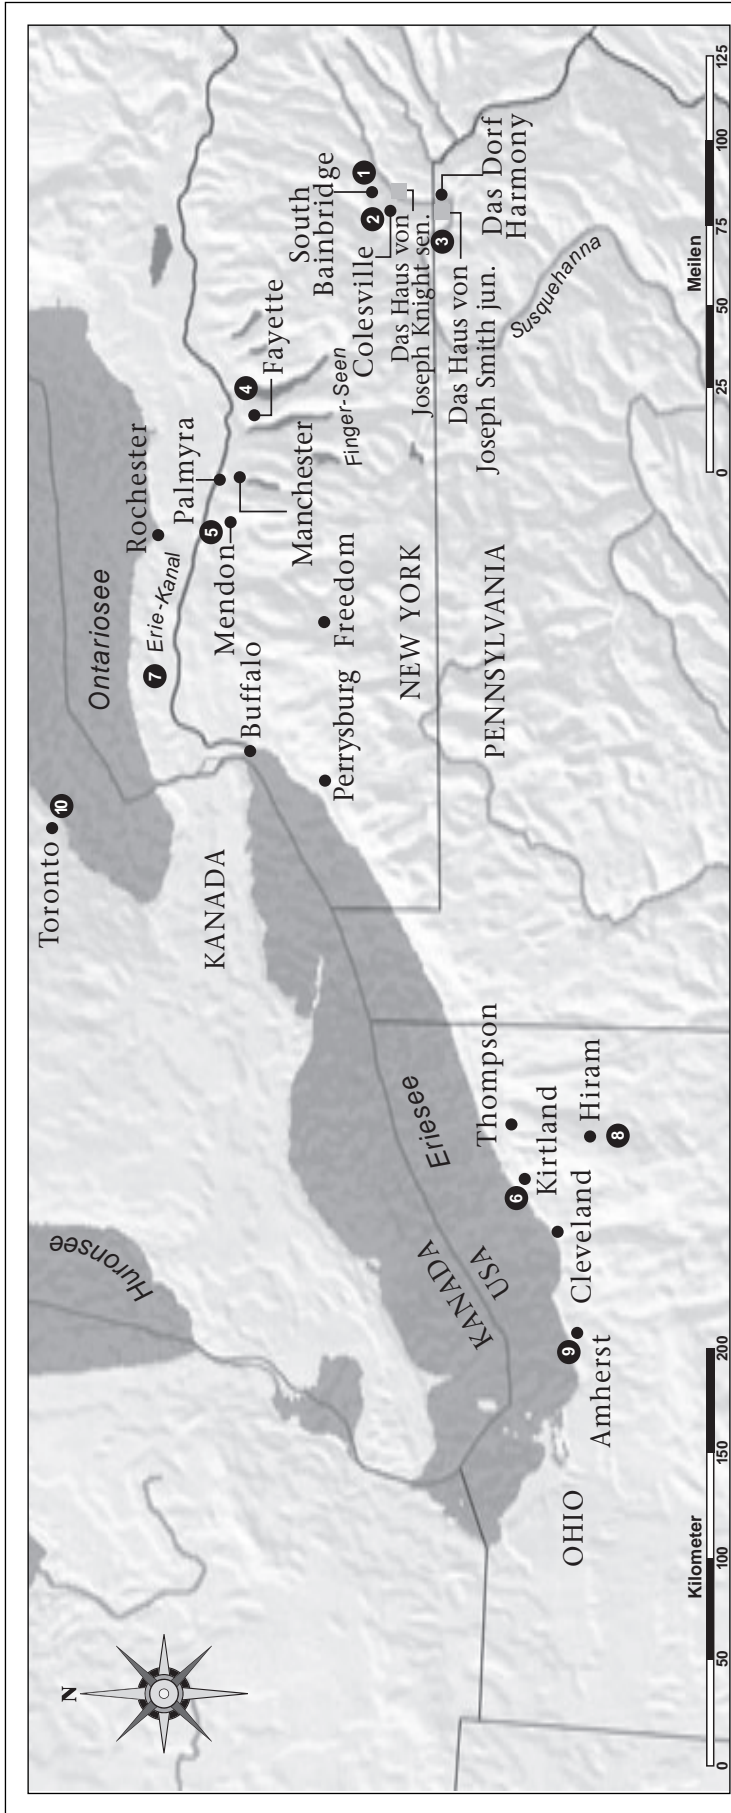 N
Huronsee
Toronto
10
Ontariosee
KANADA
7
Erie-Kanal
Rochester
Palmyra
5
Mendon
Manchester
4
Fayette
Finger-Seen
Buffalo
Perrysburg
Freedom
South
Bainbridge
1
2
Colesville
Das Haus von
Joseph Knight sen.
3
Das Haus von
Joseph Smith jun.
Das Dorf
Harmony
Susquehanna
NEW YORK
PENNSYLVANIA
Eriesee
KANADA
USA
Thompson
6
Kirtland
Hiram
8
Cleveland
9
Amherst
OHIO
Kilometer
0
50
100
150
200
Meilen
0
25
50
75
100
125